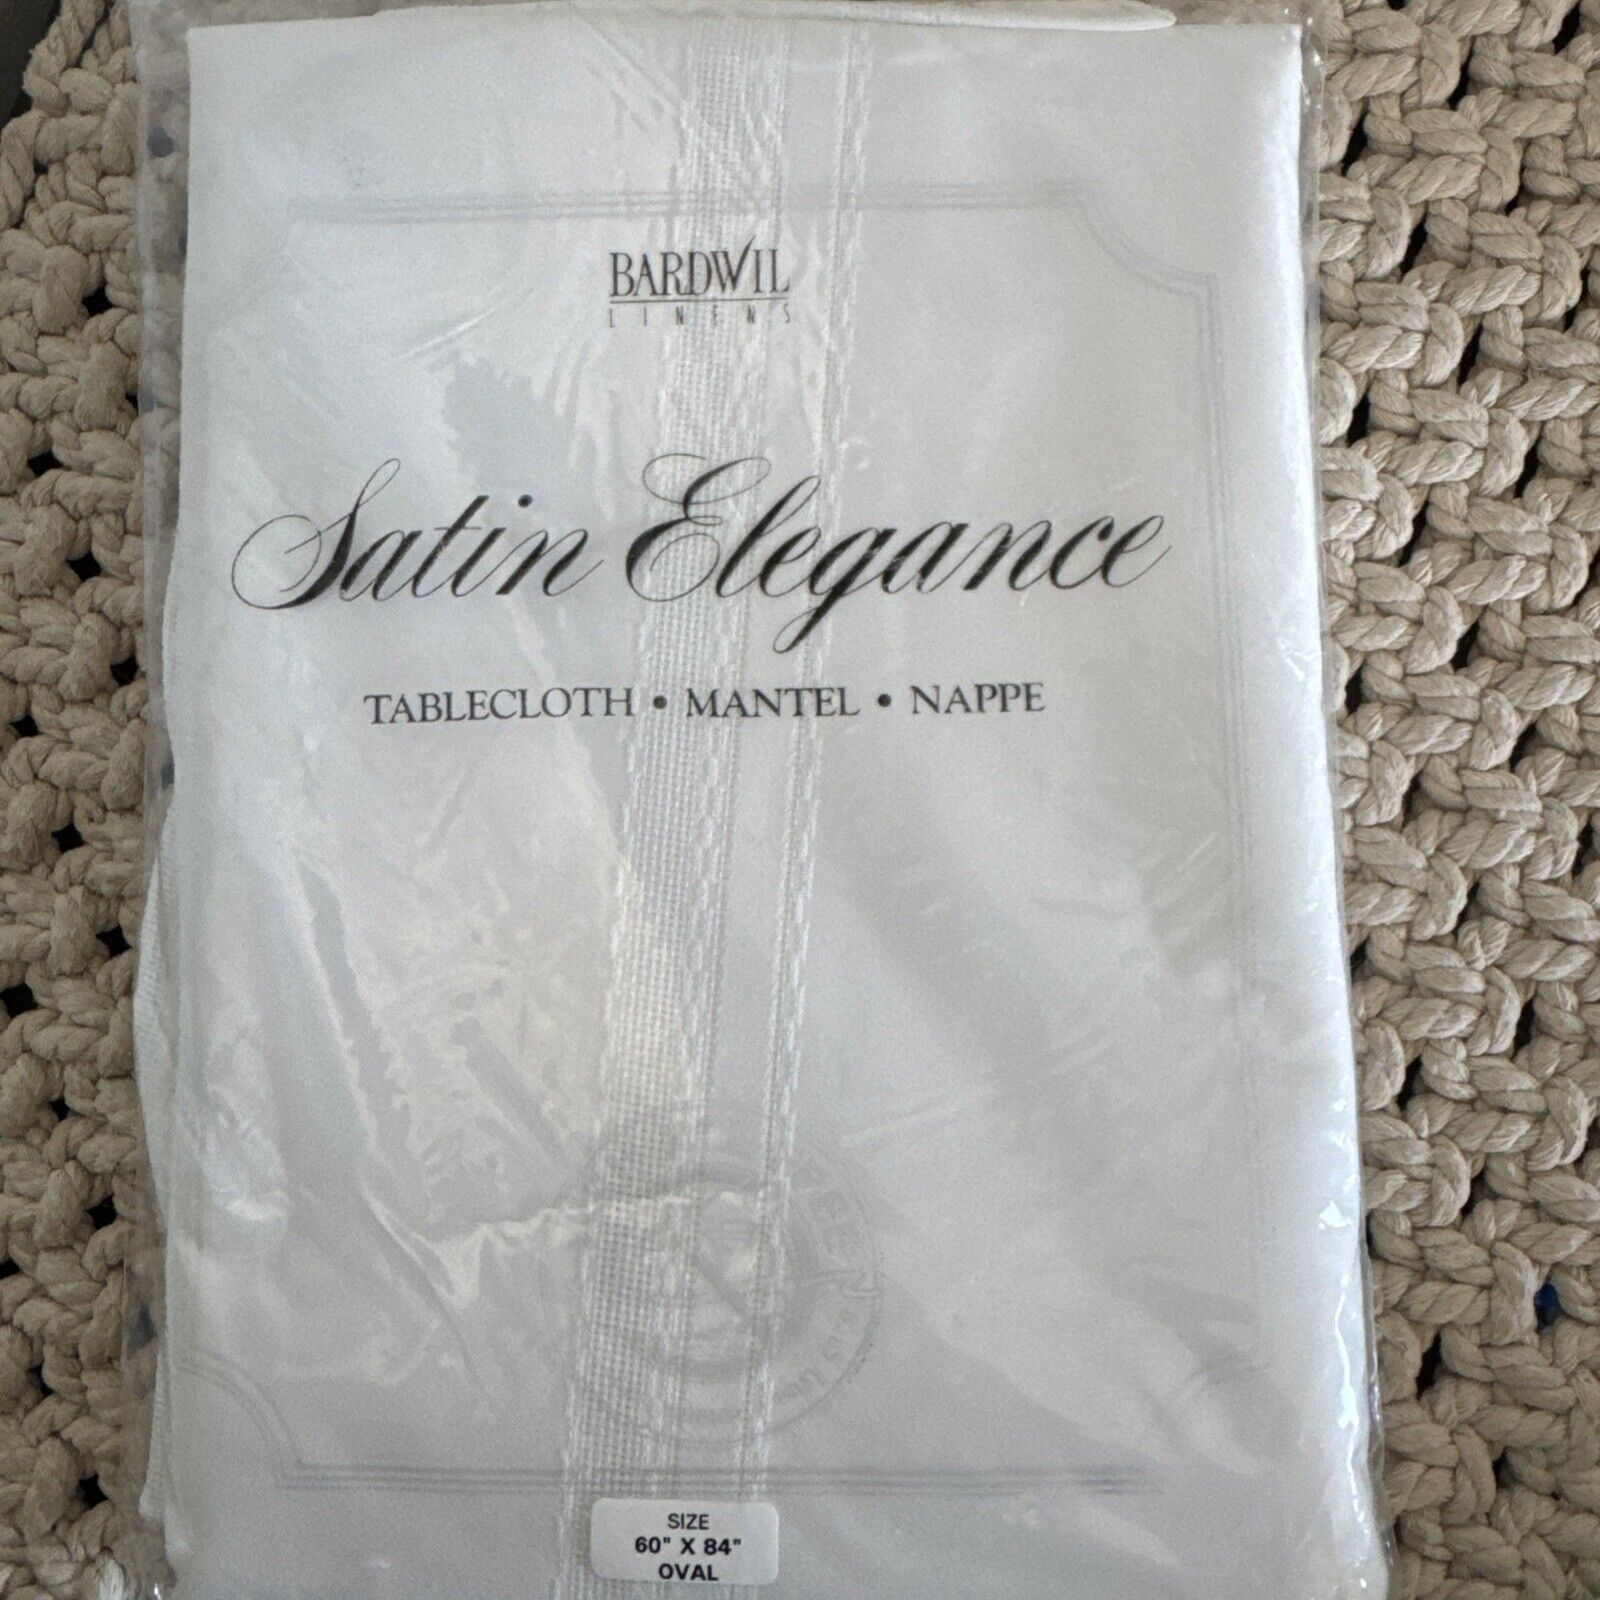 BARDWIL
LINENS
Satin Elegance
TABLECLOTH • MANTEL • NAPPE
SIZE
60" X 84"
OVAL